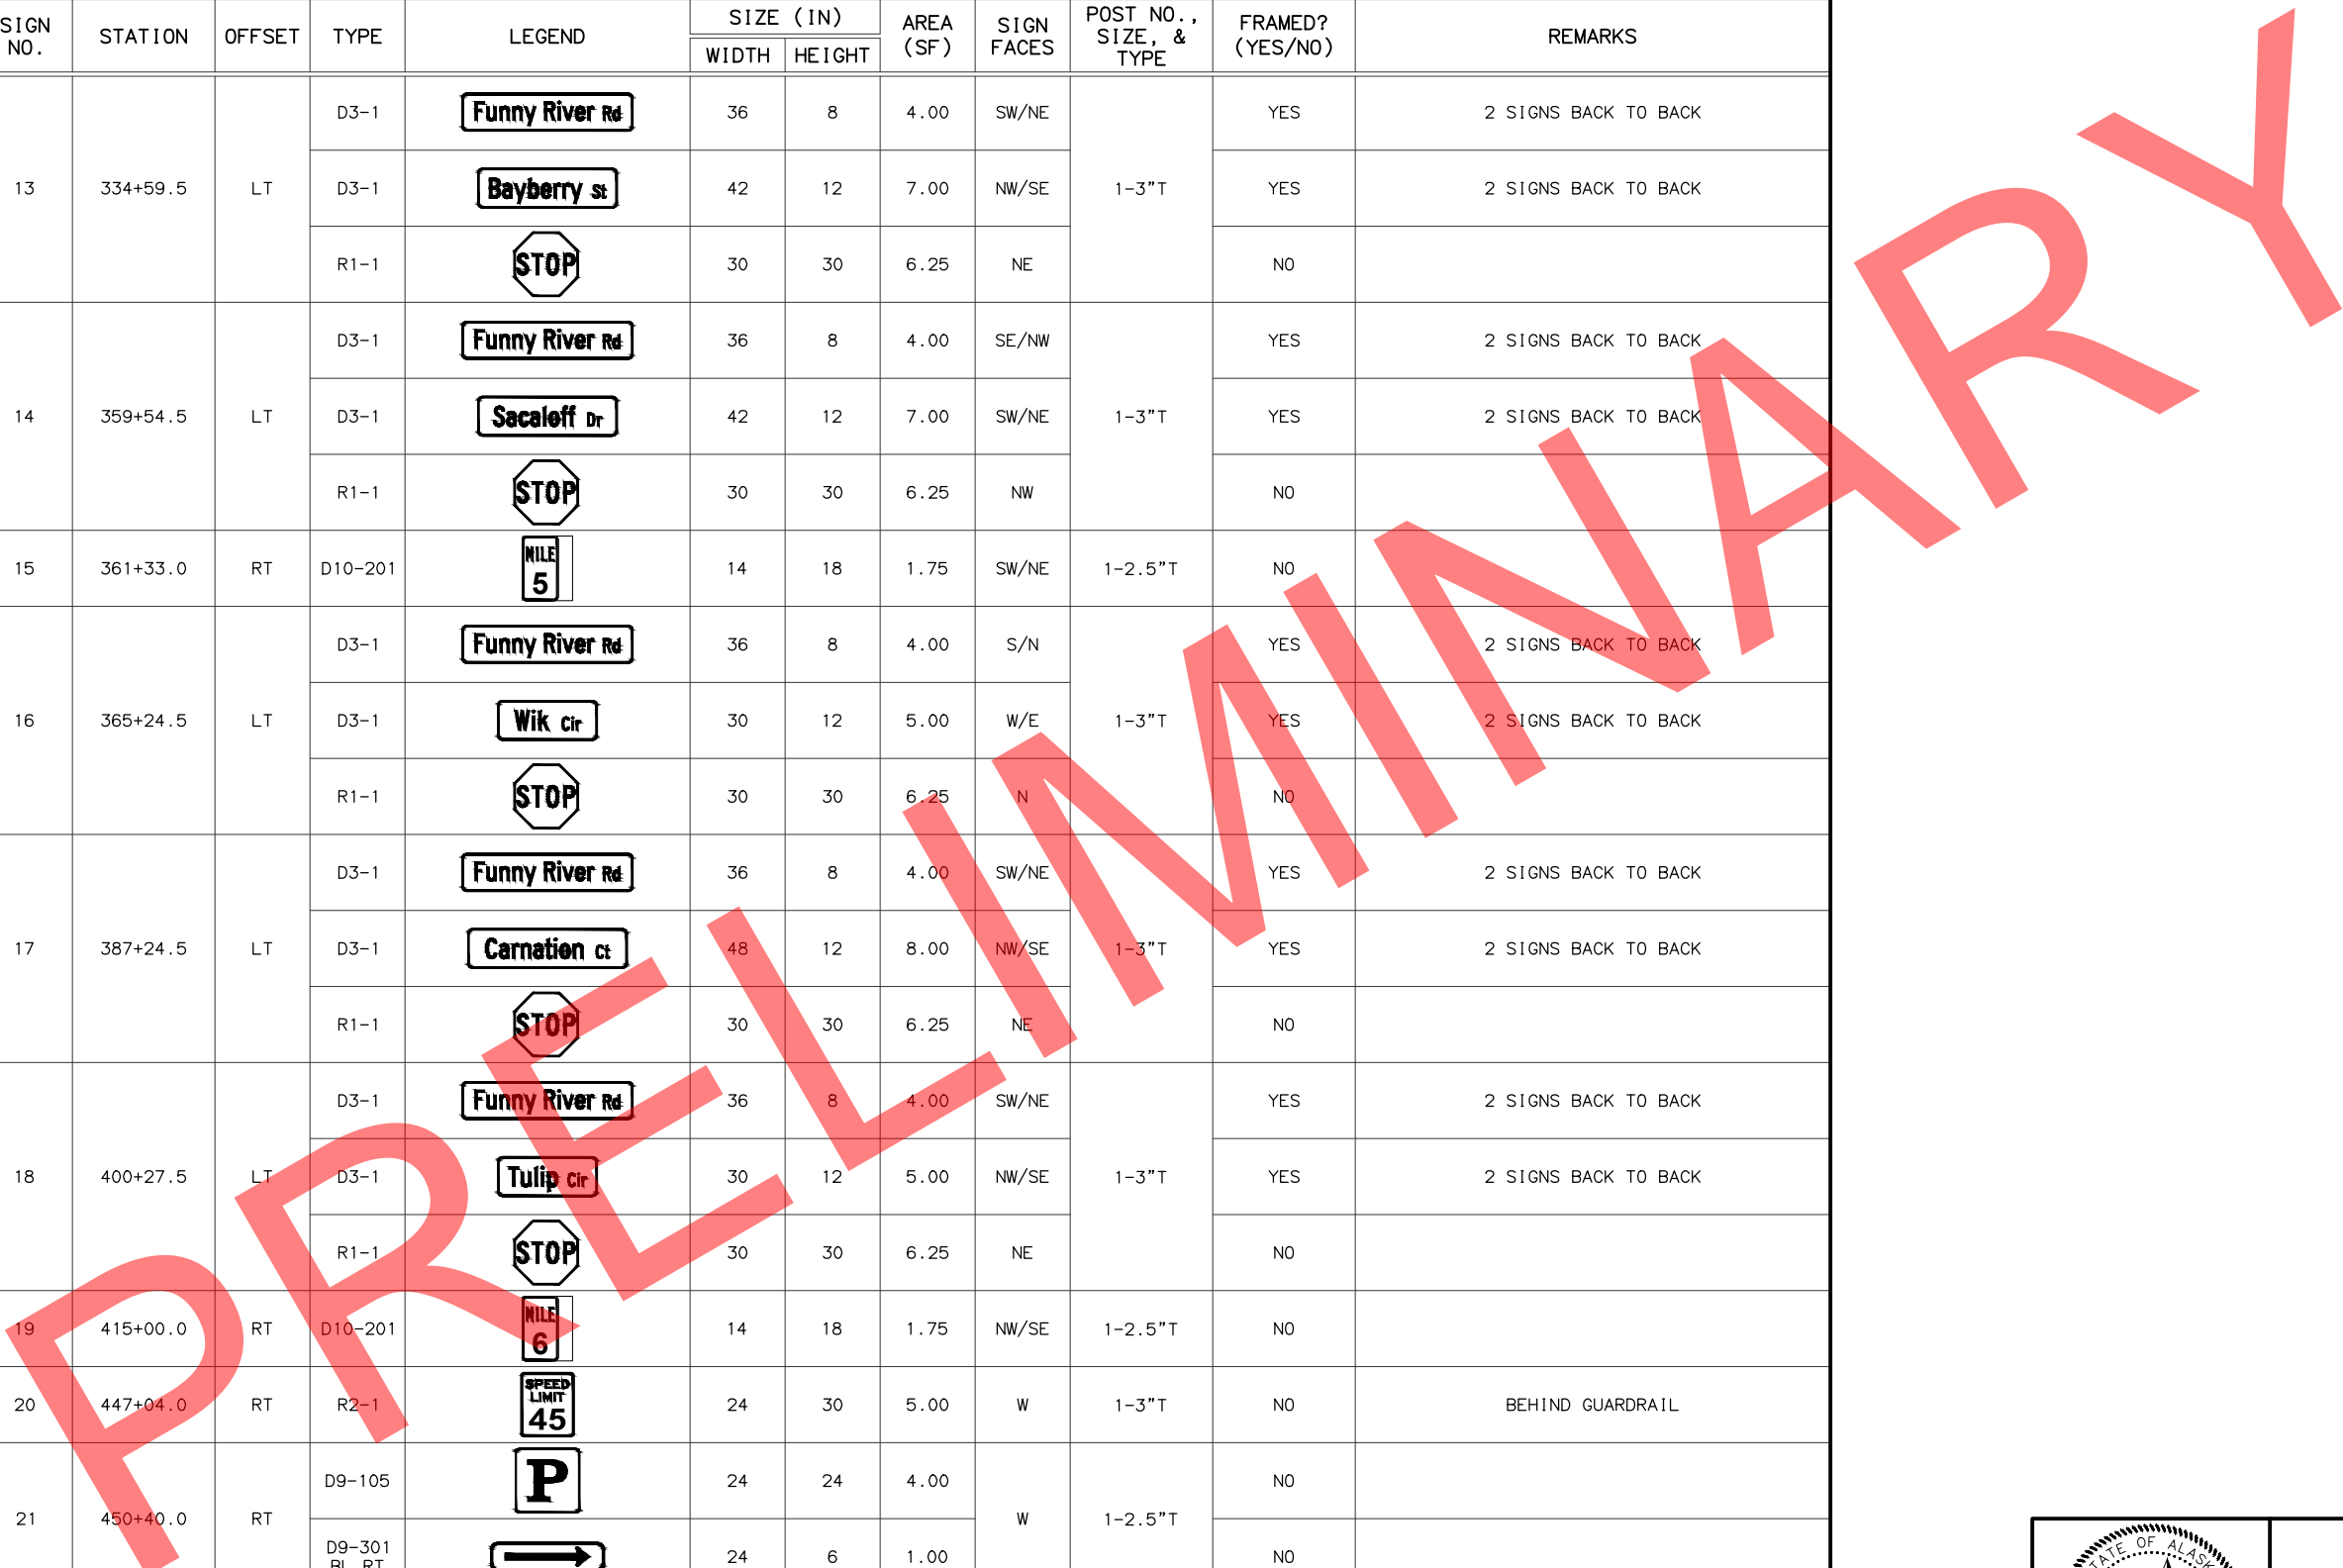 SIGN NO. STATION OFFSET TYPE LEGEND SIZE (IN) WIDTH HEIGHT AREA (SF) SIGN FACES POST NO., SIZE, & TYPE FRAMED? (YES/NO) REMARKS
D3-1 Funny River Rd 36 8 4.00 SW/NE YES 2 SIGNS BACK TO BACK
13 334+59.5 LT D3-1 Bayberry St 42 12 7.00 NW/SE 1-3"T YES 2 SIGNS BACK TO BACK
R1-1 STOP 30 30 6.25 NE NO
D3-1 Funny River Rd 36 8 4.00 SE/NW YES 2 SIGNS BACK TO BACK
14 359+54.5 LT D3-1 Sacaloff Dr 42 12 7.00 SW/NE 1-3"T YES 2 SIGNS BACK TO BACK
R1-1 STOP 30 30 6.25 NW NO
15 361+33.0 RT D10-201 MILE 5 14 18 1.75 SW/NE 1-2.5"T NO
D3-1 Funny River Rd 36 8 4.00 S/N YES 2 SIGNS BACK TO BACK
16 365+24.5 LT D3-1 Wik Cir 30 12 5.00 W/E 1-3"T YES 2 SIGNS BACK TO BACK
R1-1 STOP 30 30 6.25 N NO
D3-1 Funny River Rd 36 8 4.00 SW/NE YES 2 SIGNS BACK TO BACK
17 387+24.5 LT D3-1 Carnation Ct 48 12 8.00 NW/SE 1-3"T YES 2 SIGNS BACK TO BACK
R1-1 STOP 30 30 6.25 NE NO
D3-1 Funny River Rd 36 8 4.00 SW/NE YES 2 SIGNS BACK TO BACK
18 400+27.5 LT D3-1 Tulip Cir 30 12 5.00 NW/SE 1-3"T YES 2 SIGNS BACK TO BACK
R1-1 STOP 30 30 6.25 NE NO
19 415+00.0 RT D10-201 MILE 6 14 18 1.75 NW/SE 1-2.5"T NO
20 447+04.0 RT R2-1 SPEED LIMIT 45 24 30 5.00 W 1-3"T NO BEHIND GUARDRAIL
D9-105 P 24 24 4.00 NO
21 450+40.0 RT W 1-2.5"T
D9-301 BL RT 24 6 1.00 NO
PRELIMINARY
OF ALASK